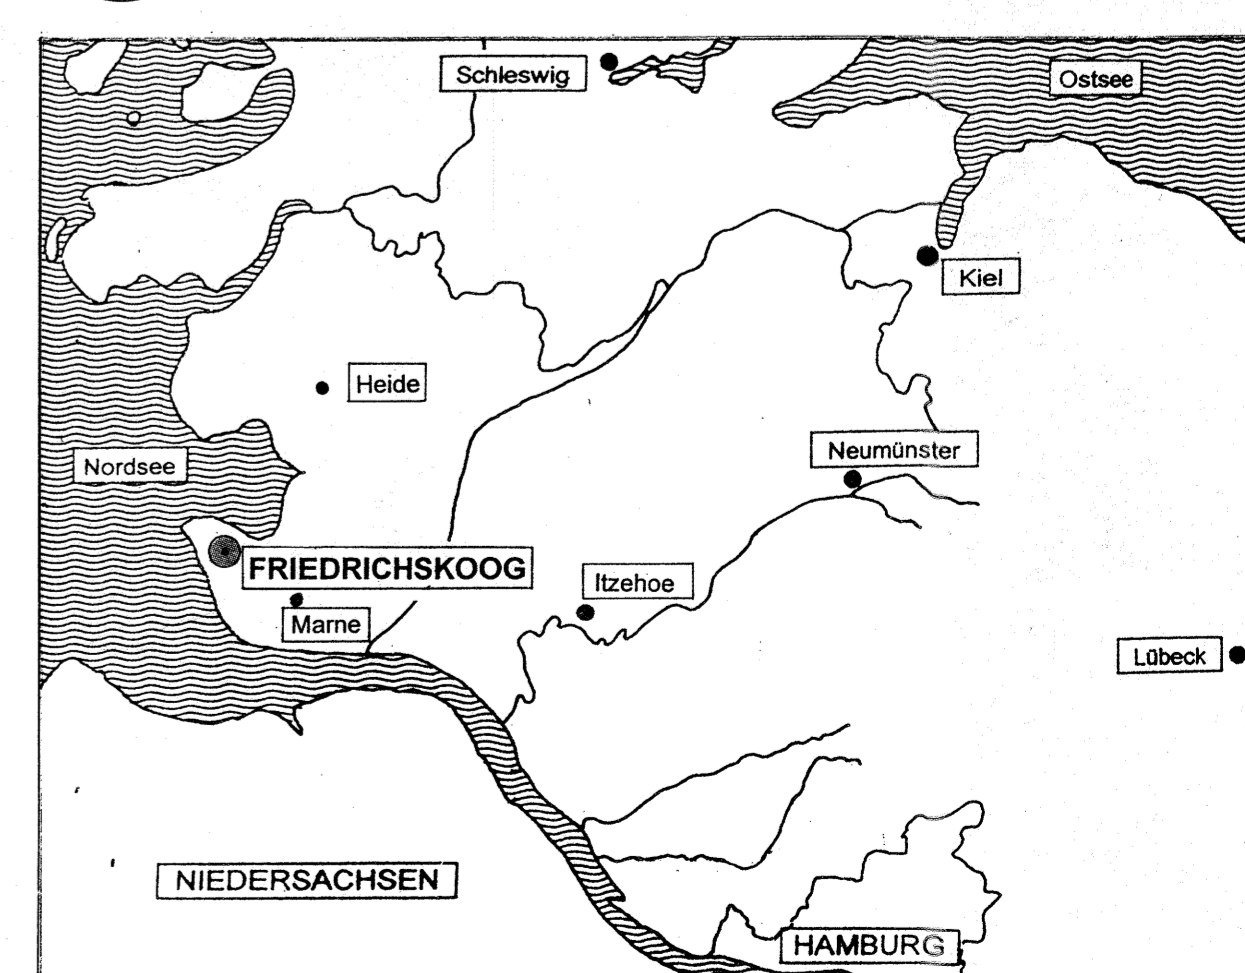 Schleswig
Ostsee
Kiel
Heide
Neumünster
Nordsee
FRIEDRICHSKOOG
Itzehoe
Marne
Lübeck
NIEDERSACHSEN
HAMBURG